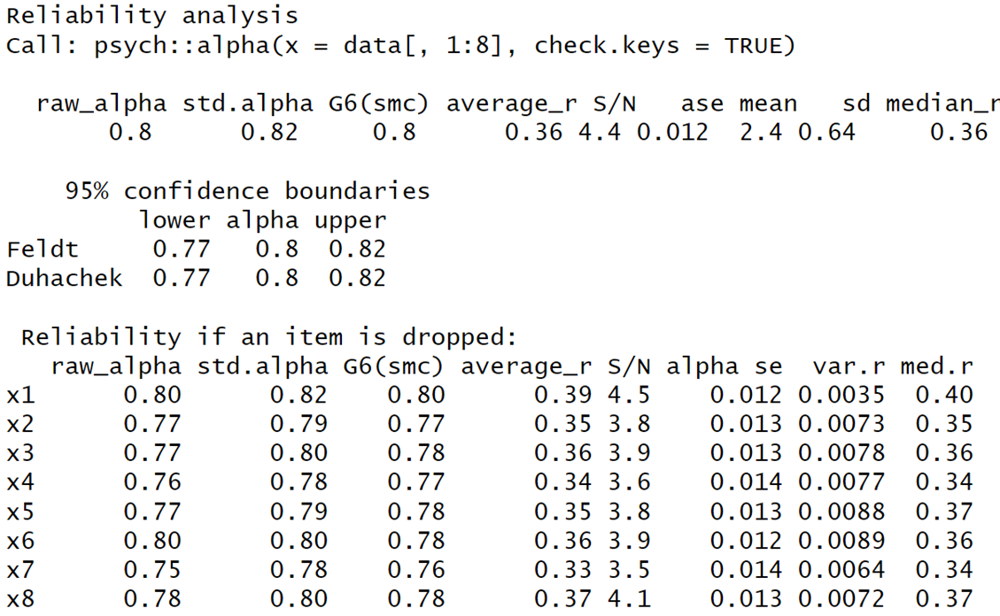 Reliability analysis
Call: psych::alpha(x = data[, 1:8], check.keys = TRUE)
raw_alpha std.alpha G6(smc) average_r S/N ase mean sd median_r
0.8 0.82 0.8 0.36 4.4 0.012 2.4 0.64 0.36
95% confidence boundaries
lower alpha upper
Feldt 0.77 0.8 0.82
Duhachek 0.77 0.8 0.82
Reliability if an item is dropped:
raw_alpha std.alpha G6(smc) average_r S/N alpha se var.r med.r
x1 0.80 0.82 0.80 0.39 4.5 0.012 0.0035 0.40
x2 0.77 0.79 0.77 0.35 3.8 0.013 0.0073 0.35
x3 0.77 0.80 0.78 0.36 3.9 0.013 0.0078 0.36
x4 0.76 0.78 0.77 0.34 3.6 0.014 0.0077 0.34
x5 0.77 0.79 0.78 0.35 3.8 0.013 0.0088 0.37
x6 0.80 0.80 0.78 0.36 3.9 0.012 0.0089 0.36
x7 0.75 0.78 0.76 0.33 3.5 0.014 0.0064 0.34
x8 0.78 0.80 0.78 0.37 4.1 0.013 0.0072 0.37